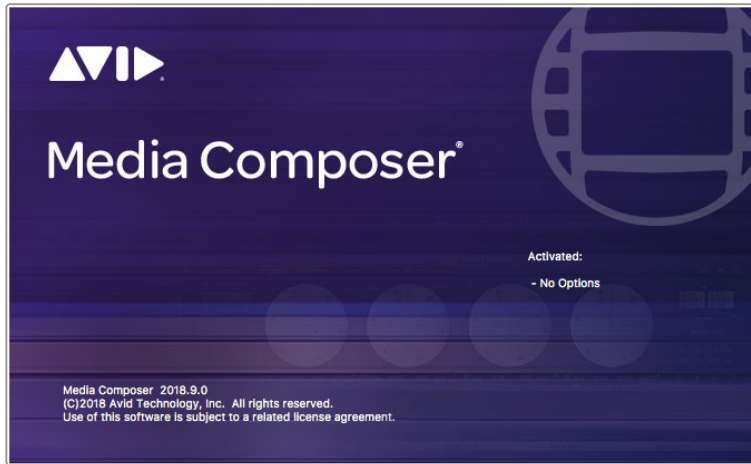 AVID
Media Composer®
Activated:
- No Options
Media Composer 2018.9.0
(C)2018 Avid Technology, Inc. All rights reserved.
Use of this software is subject to a related license agreement.